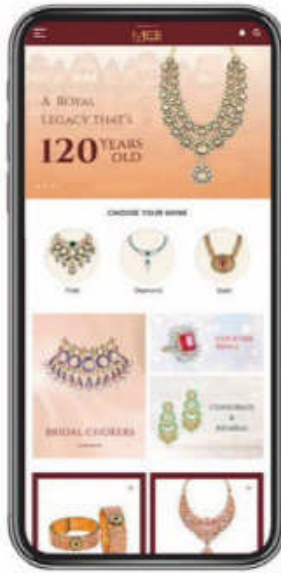 A ROYAL
LEGACY THAT'S
120 YEARS
OLD
CHOOSE YOUR SHINE
Polki
Diamond
Gold
BRIDAL CHOKERS
COCKTAIL
RINGS
CHANDBALIS
&
JHUMKAS